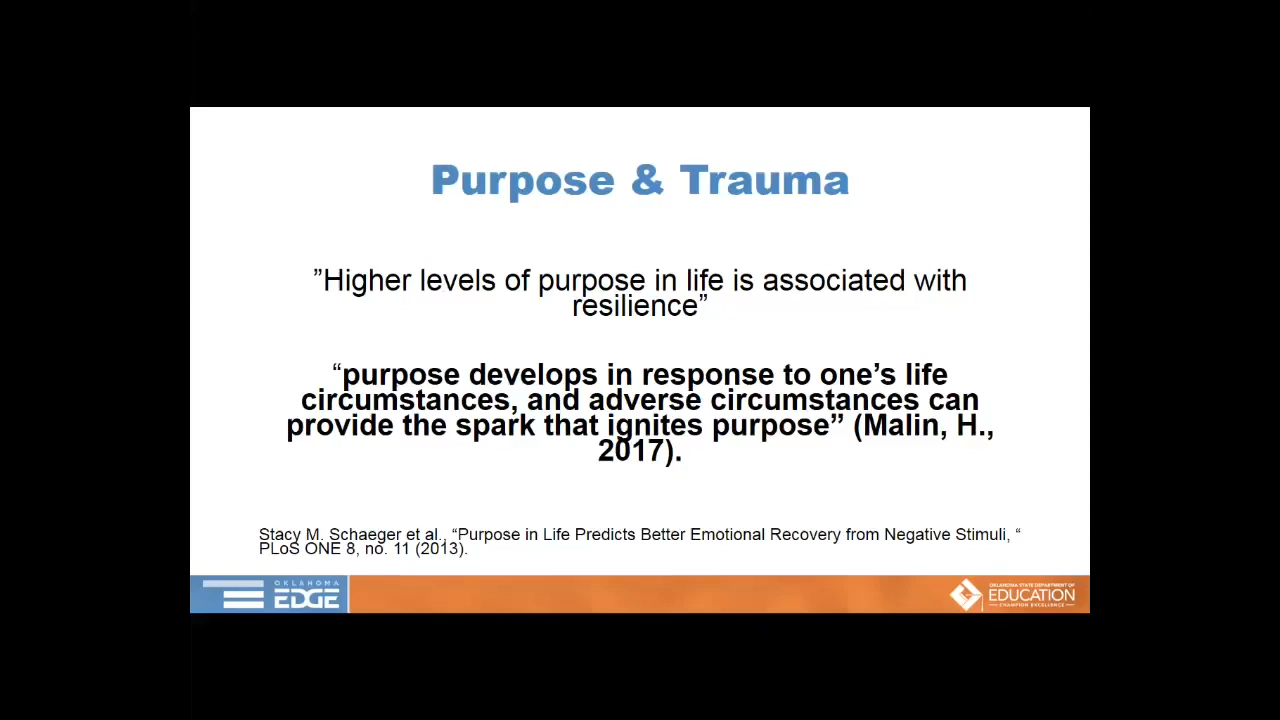 Purpose & Trauma
”Higher levels of purpose in life is associated with
resilience”
“purpose develops in response to one’s life
circumstances, and adverse circumstances can
provide the spark that ignites purpose” (Malin, H.,
2017).
Stacy M. Schaeger et al., “Purpose in Life Predicts Better Emotional Recovery from Negative Stimuli, “
PLoS ONE 8, no. 11 (2013).
OKLAHOMA
EDGE
OKLAHOMA STATE DEPARTMENT OF
EDUCATION
CHAMPION EXCELLENCE